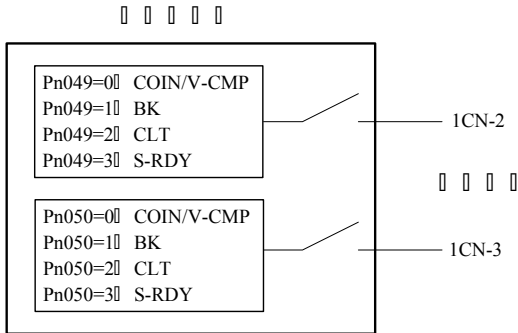 Pn049=0 COIN/V-CMP
Pn049=1 BK
Pn049=2 CLT
Pn049=3 S-RDY
1CN-2
Pn050=0 COIN/V-CMP
Pn050=1 BK
Pn050=2 CLT
Pn050=3 S-RDY
1CN-3